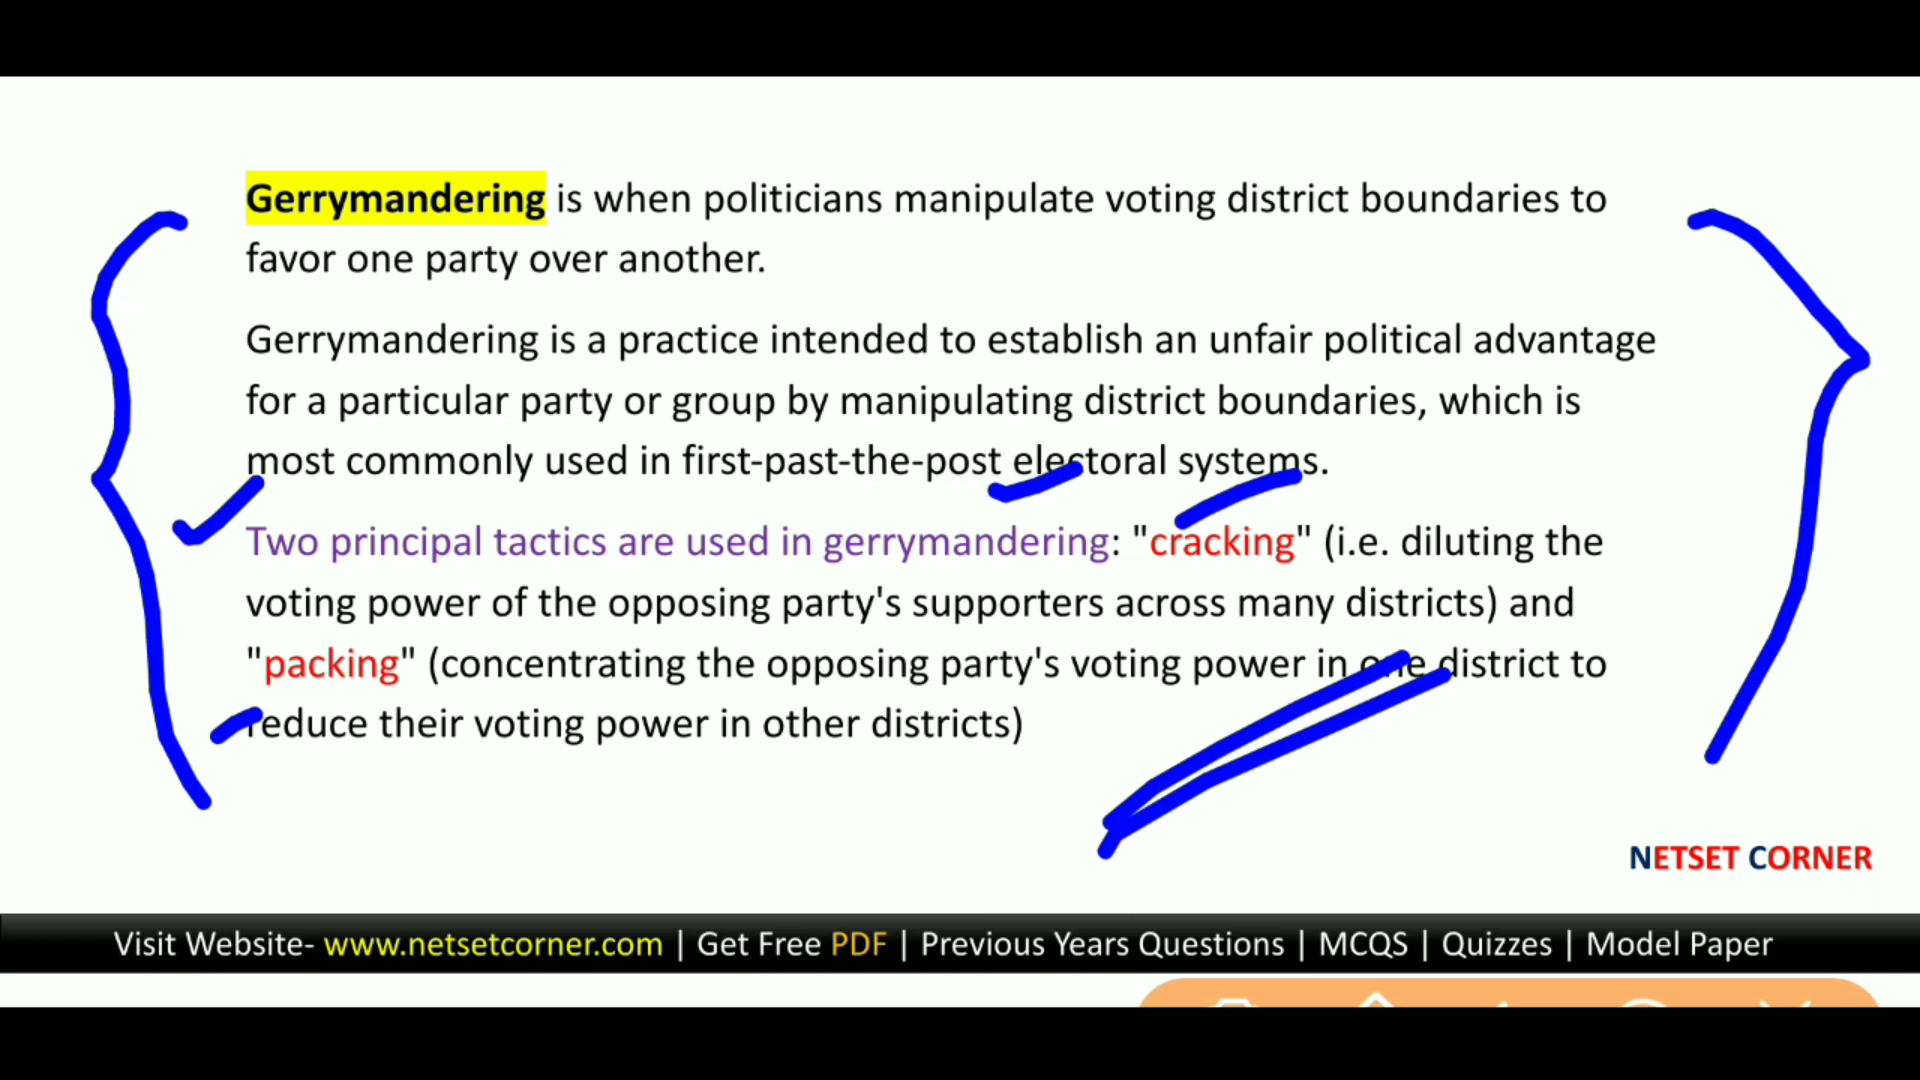 Gerrymandering is when politicians manipulate voting district boundaries to
favor one party over another.
Gerrymandering is a practice intended to establish an unfair political advantage
for a particular party or group by manipulating district boundaries, which is
most commonly used in first-past-the-post electoral systems.
Two principal tactics are used in gerrymandering: "cracking" (i.e. diluting the
voting power of the opposing party's supporters across many districts) and
"packing" (concentrating the opposing party's voting power in one district to
reduce their voting power in other districts)
NETSET CORNER
Visit Website- www.netsetcorner.com | Get Free PDF | Previous Years Questions | MCQS | Quizzes | Model Paper